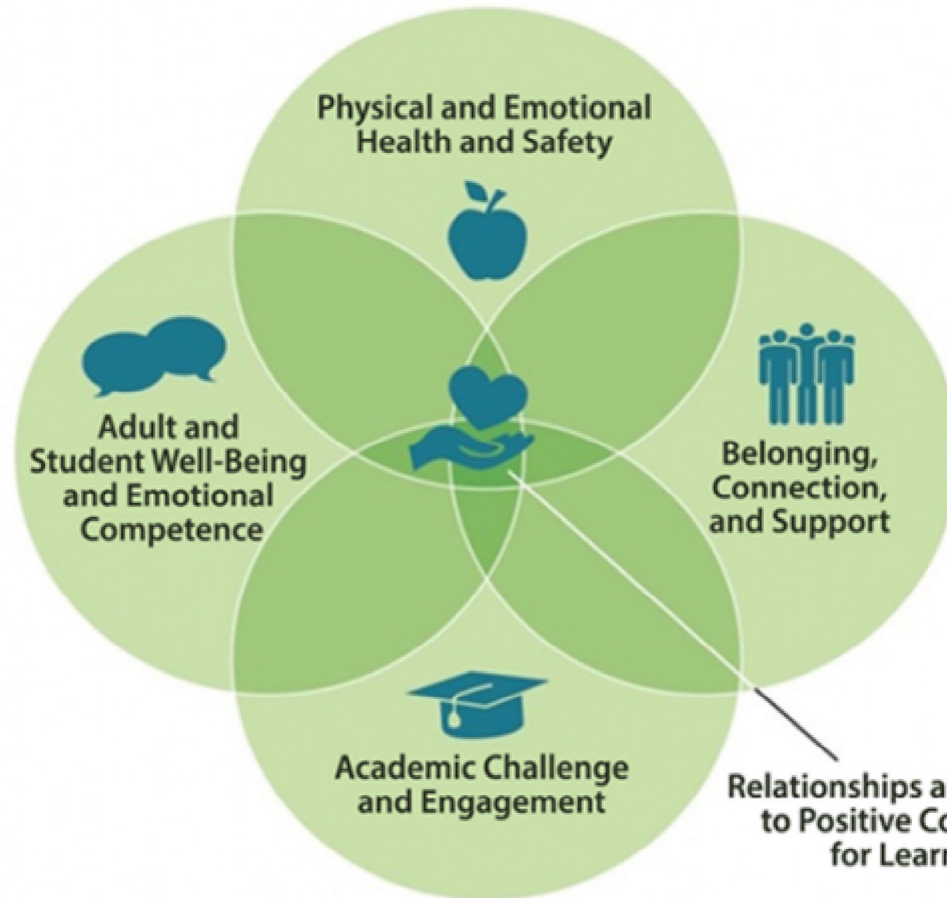 Physical and Emotional
Health and Safety
Adult and
Student Well-Being
and Emotional
Competence
Belonging,
Connection,
and Support
Academic Challenge
and Engagement
Relationships
to Positive
for